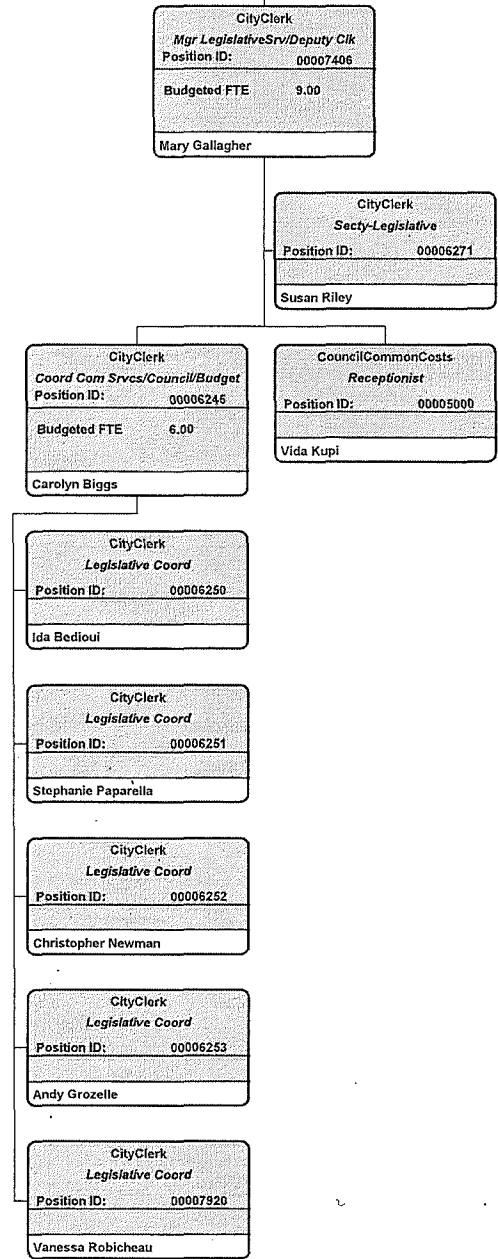 CityClerk
Mgr LegislativeSrv/Deputy Clk
Position ID: 00007406
Budgeted FTE 9.00
Mary Gallagher
CityClerk
Secty-Legislative
Position ID: 00006271
Susan Riley
CityClerk
Coord Com Srvcs/Council/Budget
Position ID: 00006245
Budgeted FTE 6.00
Carolyn Biggs
CouncilCommonCosts
Receptionist
Position ID: 00005000
Vida Kupi
CityClerk
Legislative Coord
Position ID: 00006250
Ida Bedioui
CityClerk
Legislative Coord
Position ID: 00006251
Stephanie Paparella
CityClerk
Legislative Coord
Position ID: 00006252
Christopher Newman
CityClerk
Legislative Coord
Position ID: 00006253
Andy Grozelle
CityClerk
Legislative Coord
Position ID: 00007920
Vanessa Robicheau